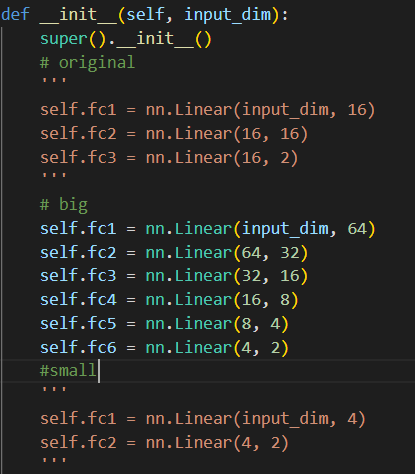 def __init__(self, input_dim):
    super().__init__()
    # original
    '''
    self.fc1 = nn.Linear(input_dim, 16)
    self.fc2 = nn.Linear(16, 16)
    self.fc3 = nn.Linear(16, 2)
    '''
    # big
    self.fc1 = nn.Linear(input_dim, 64)
    self.fc2 = nn.Linear(64, 32)
    self.fc3 = nn.Linear(32, 16)
    self.fc4 = nn.Linear(16, 8)
    self.fc5 = nn.Linear(8, 4)
    self.fc6 = nn.Linear(4, 2)
    #small
    '''
    self.fc1 = nn.Linear(input_dim, 4)
    self.fc2 = nn.Linear(4, 2)
    '''